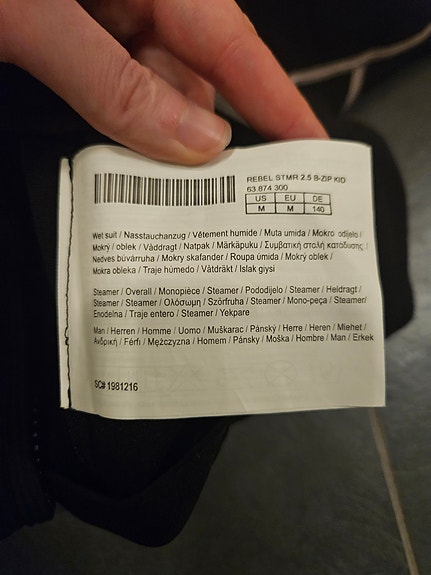 REBEL STMR 2.5 B-ZIP KID
63.874 300
US EU DE
M M 140
Wet suit / Nasstauchanzug / Vêtement humide / Muta umida / Mokro odijelo /
Mokrý / oblek / Våddragt / Natpak / Märkäpuku / Συμβατική στολή κατάδυσης /
Nedves búvárruha / Mokry skafander / Roupa úmida / Mokrý oblek /
Mokra obleka / Traje húmedo / Våtdräkt / Islak giysi
Steamer / Overall / Monopièce / Steamer / Pododijelo / Steamer / Heldragt /
Steamer / Steamer / Ολόσωμη / Szörfruha / Steamer / Mono-peça / Steamer/
Enodelna / Traje entero / Steamer / Yekpare
Man / Herren / Homme / Uomo / Muškarac / Pánský / Herre / Heren / Miehet /
Ανδρική / Férfi / Mężczyzna / Homem / Pánsky / Moška / Hombre / Man / Erkek
SC# 1981216